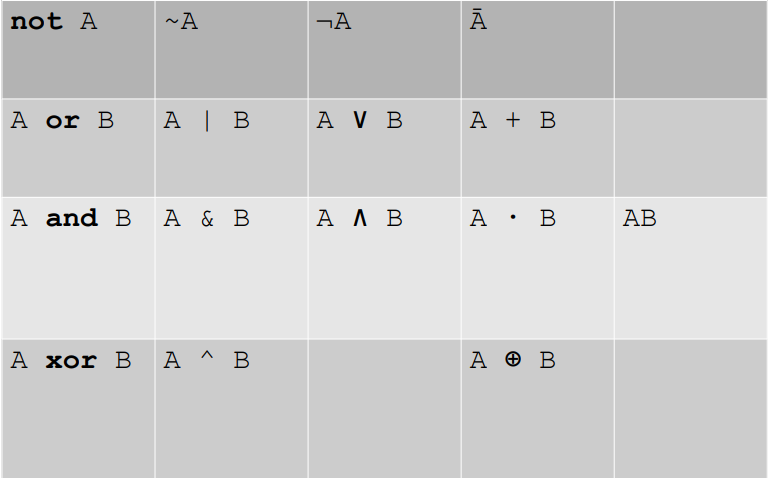 not A ~A ¬A Ā
A or B A | B A ∨ B A + B
A and B A & B A ∧ B A · B AB
A xor B A ^ B A ⊕ B